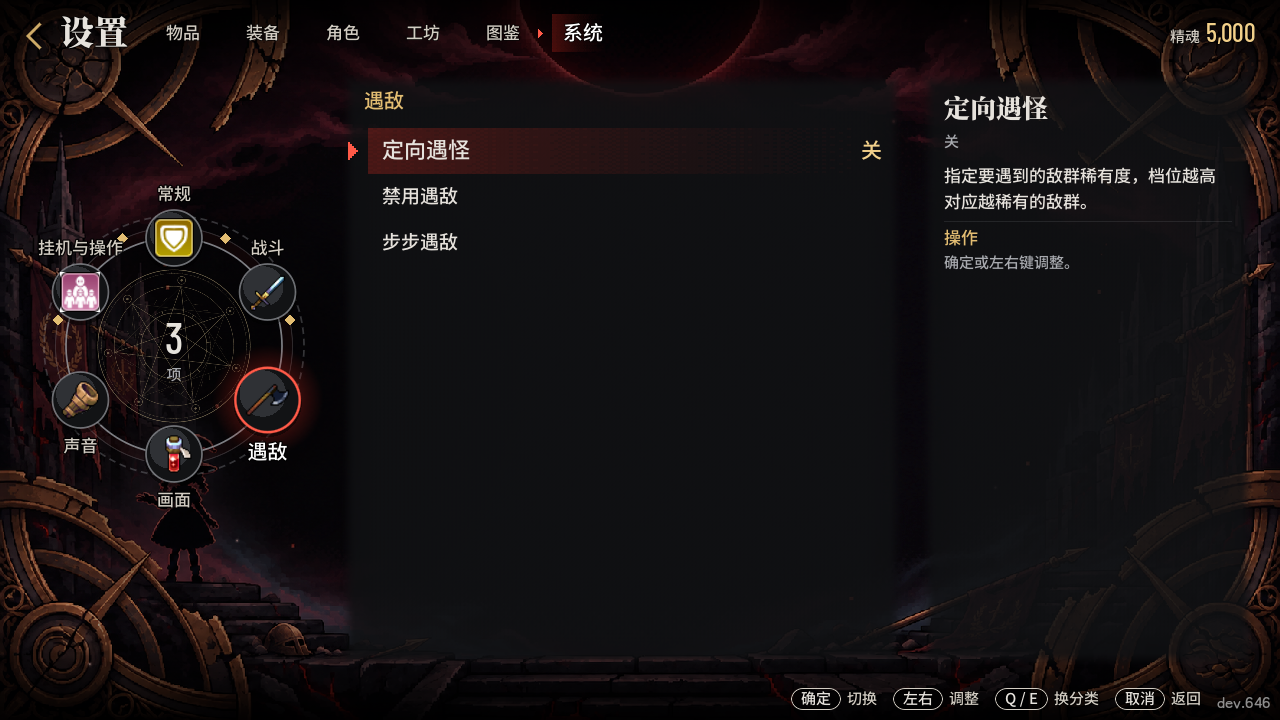 设置
物品
装备
角色
工坊
图鉴
系统
精魂 5,000
常规
挂机与操作
战斗
3
项
声音
遇敌
画面
遇敌
定向遇怪 关
禁用遇敌
步步遇敌
定向遇怪
关
指定要遇到的敌群稀有度，档位越高
对应越稀有的敌群。
操作
确定或左右键调整。
确定 切换 左右 调整 Q / E 换分类 取消 返回
dev.646